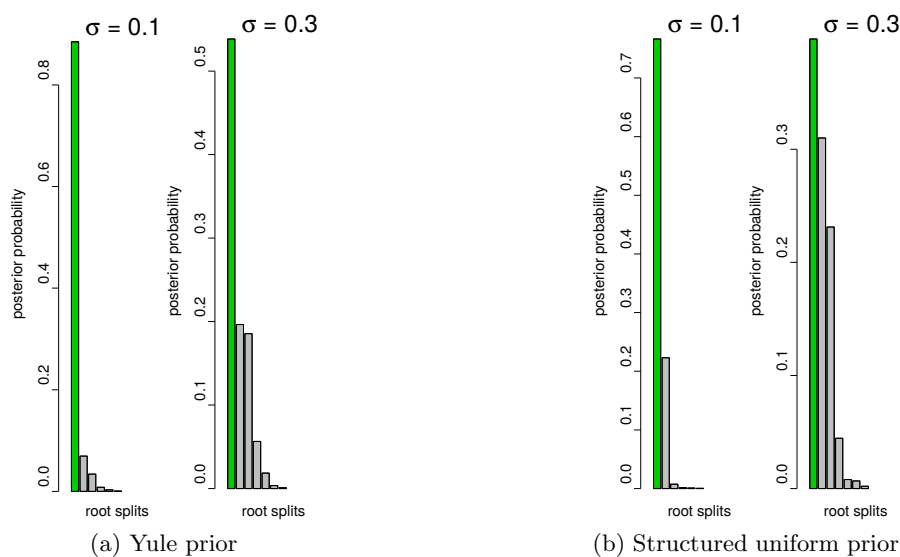 σ = 0.1
σ = 0.3
σ = 0.1
σ = 0.3
posterior probability
0.0
0.2
0.4
0.6
0.8
root splits
posterior probability
0.0
0.1
0.2
0.3
0.4
0.5
root splits
(a) Yule prior
posterior probability
0.0
0.1
0.2
0.3
0.4
0.5
0.6
0.7
root splits
posterior probability
0.0
0.1
0.2
0.3
root splits
(b) Structured uniform prior